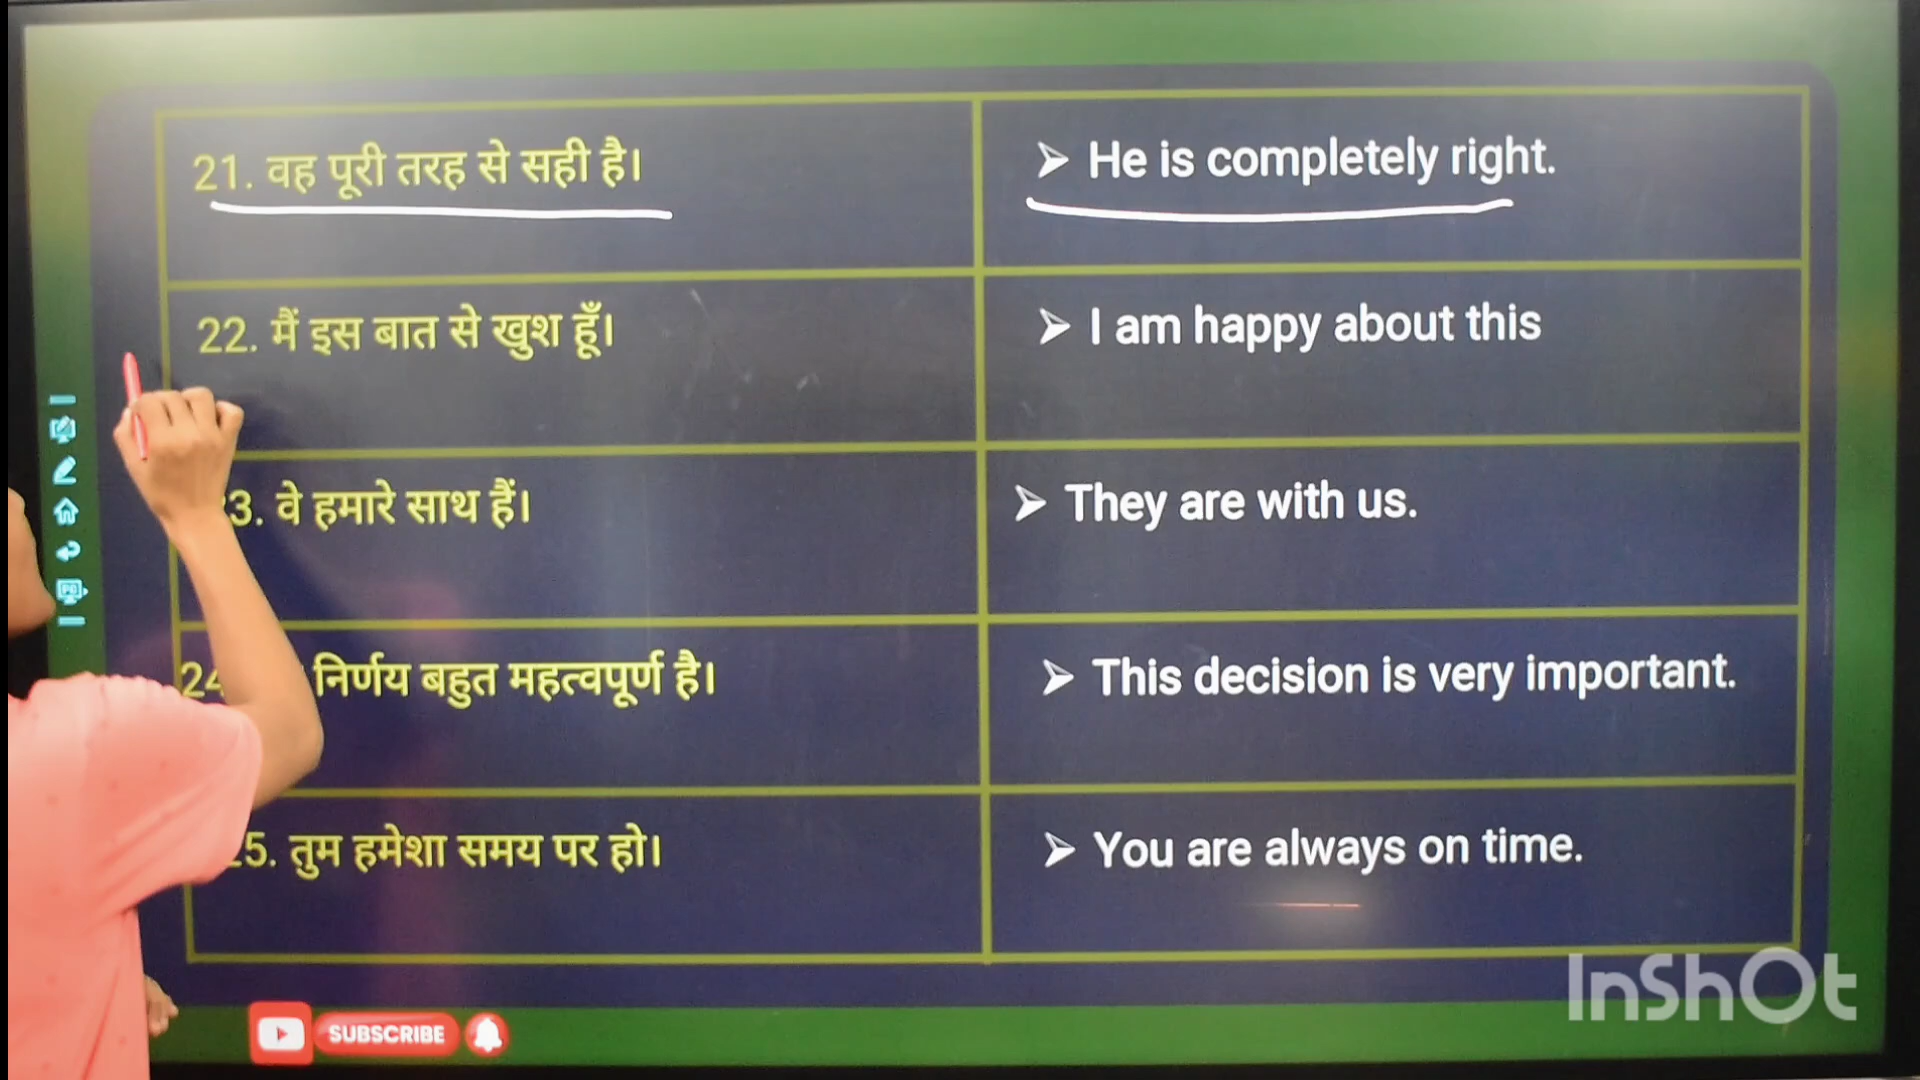 21. वह पूरी तरह से सही है।
➢ He is completely right.
22. मैं इस बात से खुश हूँ।
➢ I am happy about this
3. वे हमारे साथ हैं।
➢ They are with us.
24 निर्णय बहुत महत्वपूर्ण है।
➢ This decision is very important.
25. तुम हमेशा समय पर हो।
➢ You are always on time.
SUBSCRIBE
InShOt